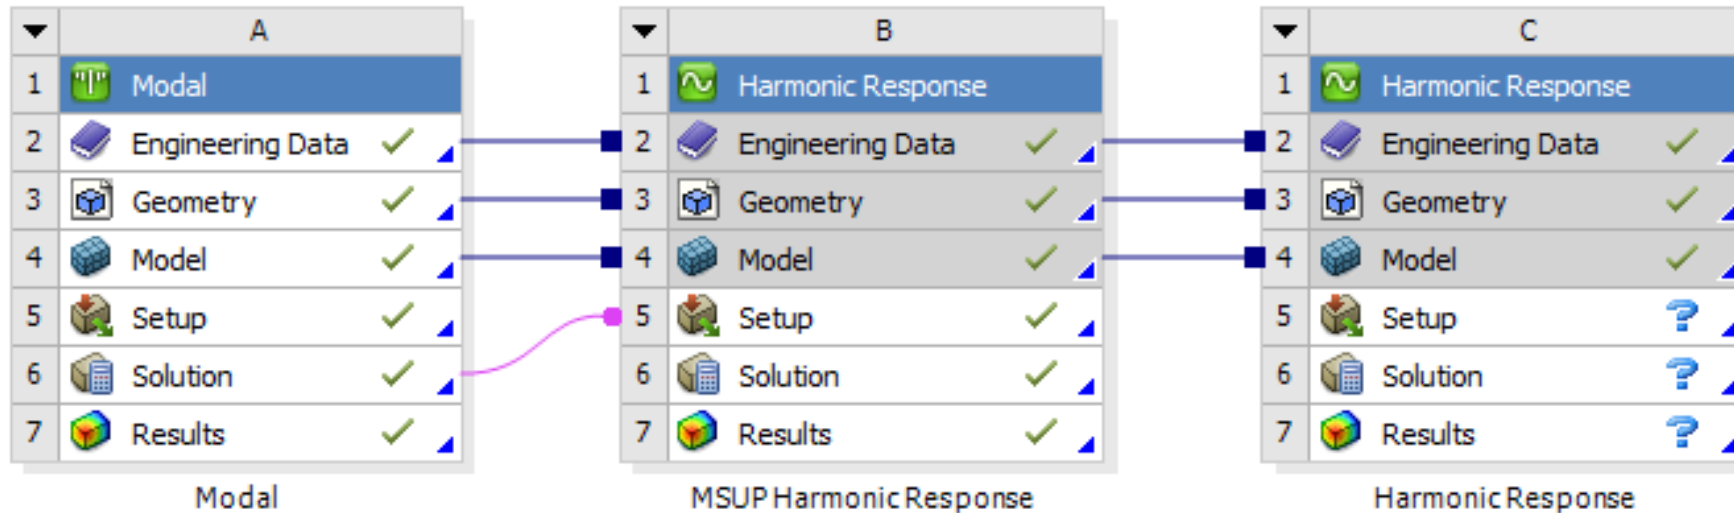 A
1 Modal
2 Engineering Data
3 Geometry
4 Model
5 Setup
6 Solution
7 Results
Modal
B
1 Harmonic Response
2 Engineering Data
3 Geometry
4 Model
5 Setup
6 Solution
7 Results
MSUP Harmonic Response
C
1 Harmonic Response
2 Engineering Data
3 Geometry
4 Model
5 Setup ?
6 Solution ?
7 Results ?
Harmonic Response